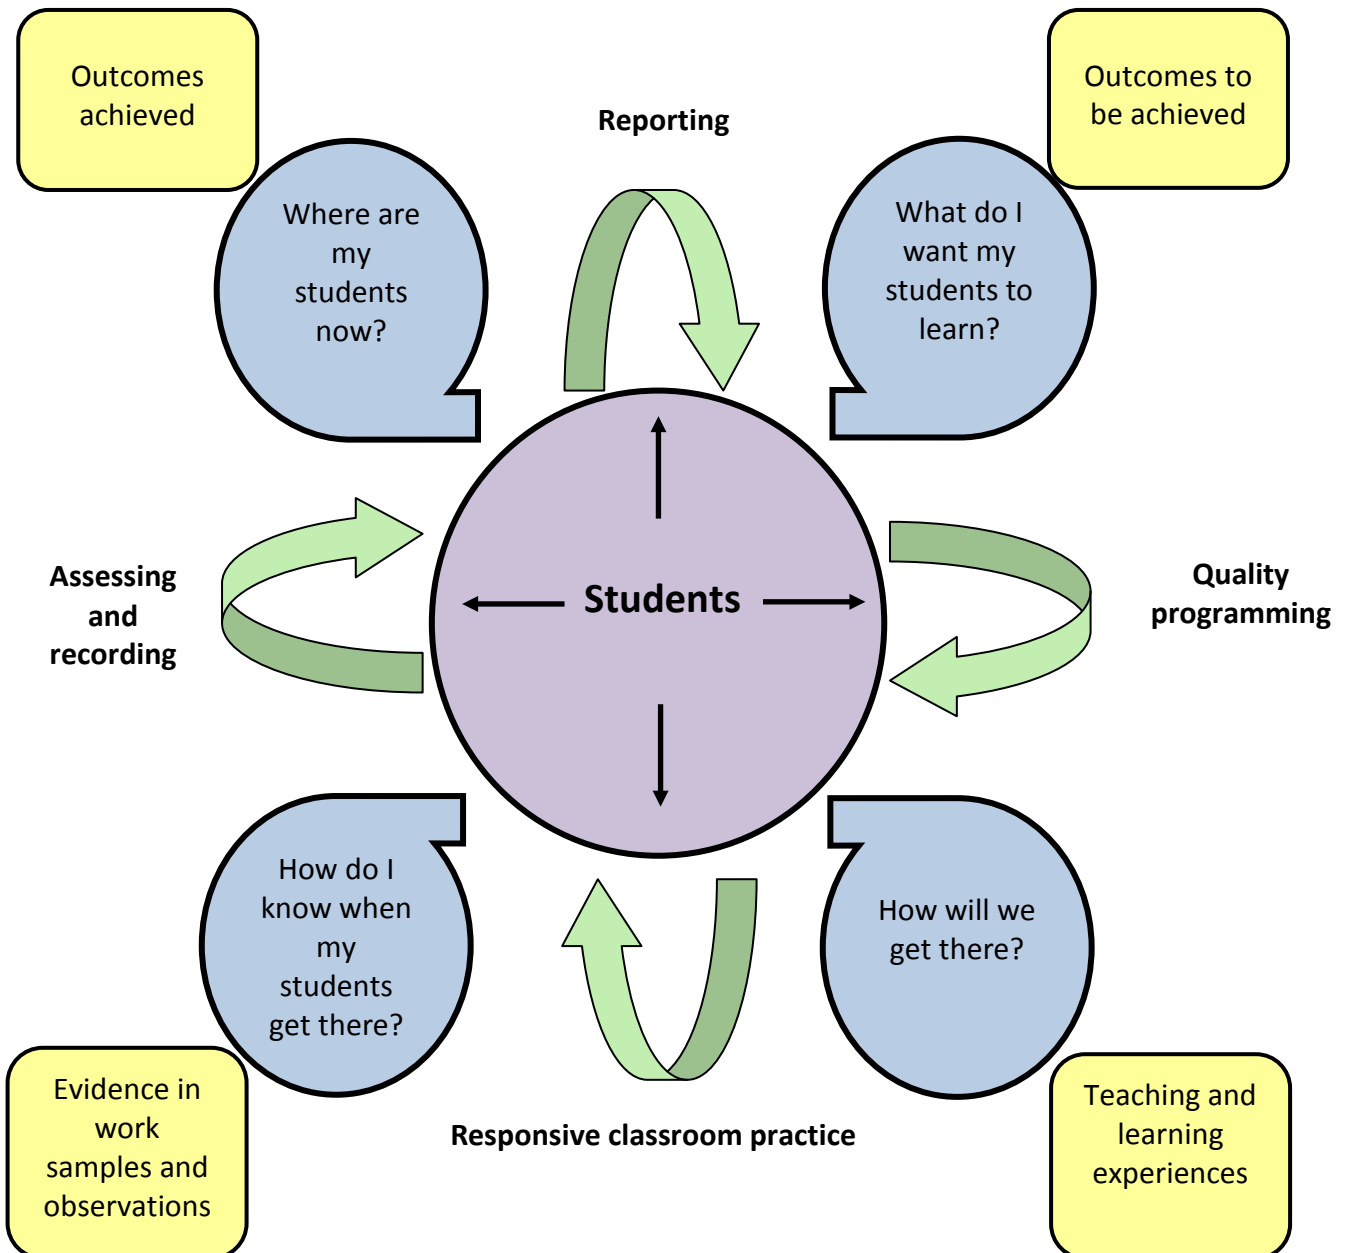 Outcomes
achieved
Outcomes to
be achieved
Reporting
Where are
my
students
now?
What do I
want my
students to
learn?
Assessing
and
recording
Students
Quality
programming
How do I
know when
my
students
get there?
How will we
get there?
Evidence in
work
samples and
observations
Responsive classroom practice
Teaching and
learning
experiences